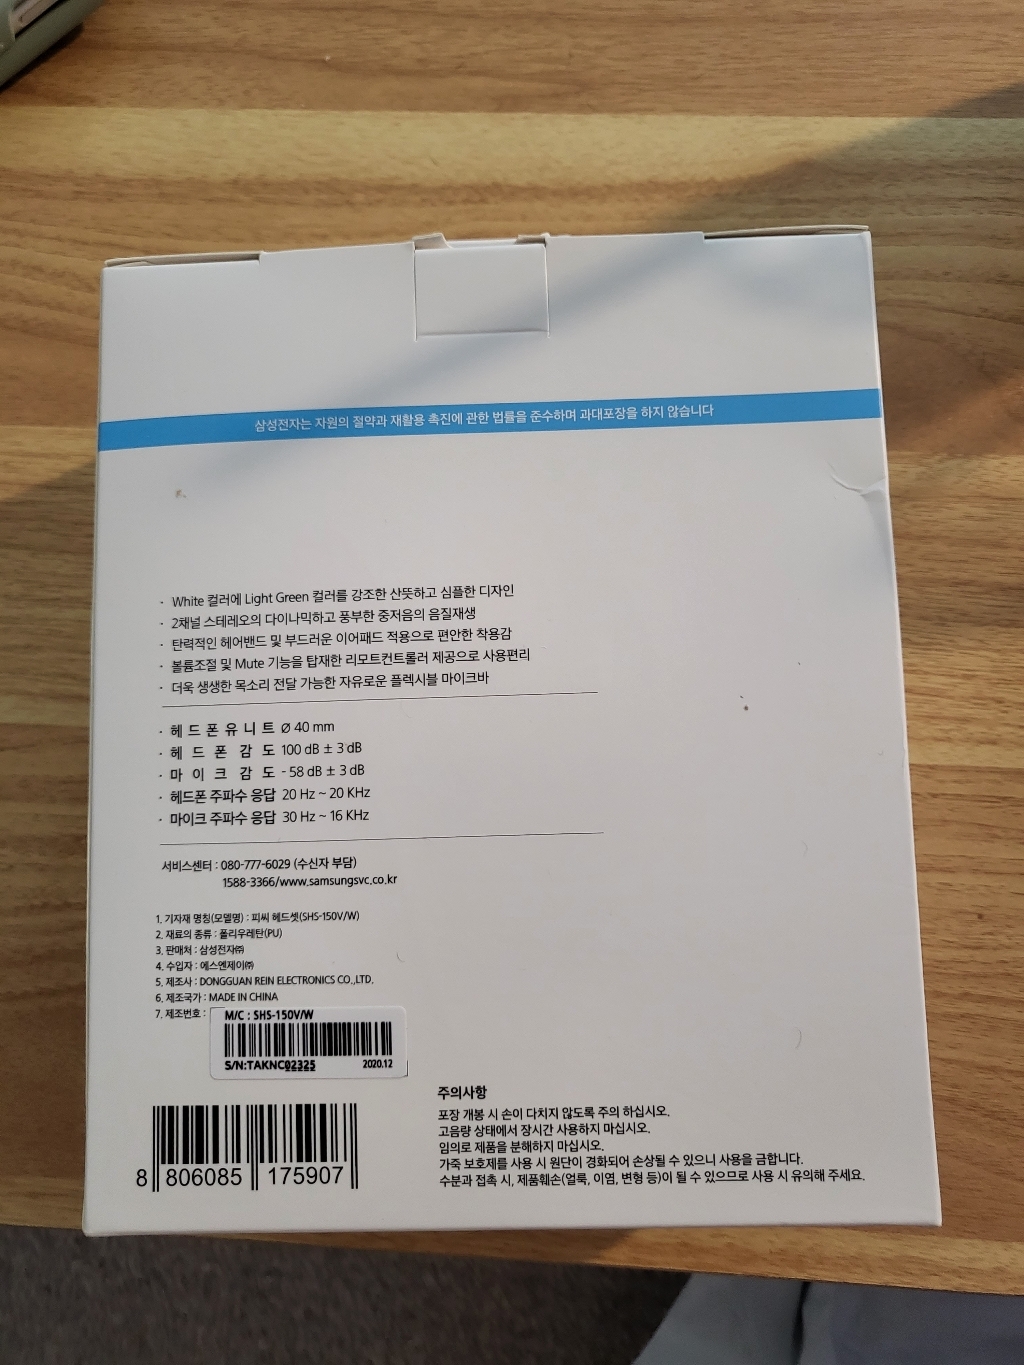 삼성전자는 자원의 절약과 재활용 촉진에 관한 법률을 준수하며 과대포장을 하지 않습니다
· White 컬러에 Light Green 컬러를 강조한 산뜻하고 심플한 디자인
· 2채널 스테레오의 다이나믹하고 풍부한 중저음의 음질재생
· 탄력적인 헤어밴드 및 부드러운 이어패드 적용으로 편안한 착용감
· 볼륨조절 및 Mute 기능을 탑재한 리모트컨트롤러 제공으로 사용편리
· 더욱 생생한 목소리 전달 가능한 자유로운 플렉시블 마이크바
· 헤 드 폰 유 니 트 Ø 40 mm
· 헤 드 폰 감 도 100 dB ± 3 dB
· 마 이 크 감 도 - 58 dB ± 3 dB
· 헤드폰 주파수 응답 20 Hz ~ 20 KHz
· 마이크 주파수 응답 30 Hz ~ 16 KHz
서비스센터 : 080-777-6029 (수신자 부담)
1588-3366/www.samsungsvc.co.kr
1. 기자재 명칭(모델명) : 피씨 헤드셋(SHS-150V/W)
2. 재료의 종류 : 폴리우레탄(PU)
3. 판매처 : 삼성전자㈜
4. 수입자 : 에스엔제이㈜
5. 제조사 : DONGGUAN REIN ELECTRONICS CO.,LTD.
6. 제조국가 : MADE IN CHINA
7. 제조번호 :
M/C : SHS-150V/W
S/N:TAKNC02325 2020.12
8 806085 175907
주의사항
포장 개봉 시 손이 다치지 않도록 주의 하십시오.
고음량 상태에서 장시간 사용하지 마십시오.
임의로 제품을 분해하지 마십시오.
가죽 보호제를 사용 시 원단이 경화되어 손상될 수 있으니 사용을 금합니다.
수분과 접촉 시, 제품훼손(얼룩, 이염, 변형 등)이 될 수 있으므로 사용 시 유의해 주세요.